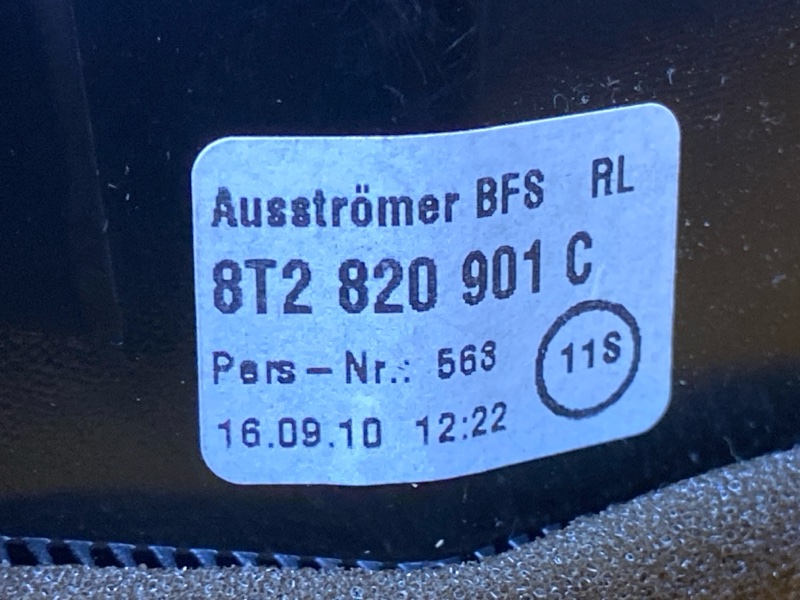 Ausströmer BFS RL
8T2 820 901 C
Pers-Nr.: 563
11S
16.09.10 12:22